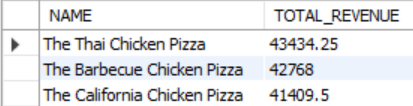 NAME TOTAL_REVENUE
The Thai Chicken Pizza 43434.25
The Barbecue Chicken Pizza 42768
The California Chicken Pizza 41409.5